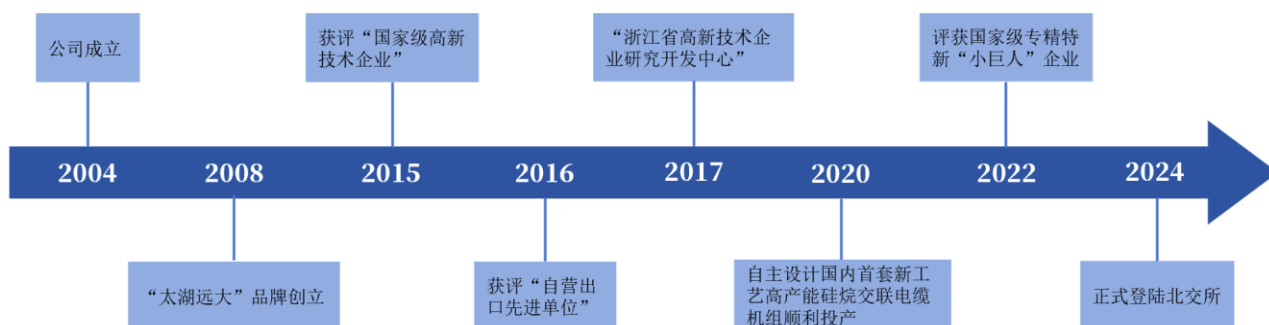 公司成立
获评“国家级高新
技术企业”
“浙江省高新技术企
业研究开发中心”
评获国家级专精特
新“小巨人”企业
2004
2008
2015
2016
2017
2020
2022
2024
“太湖远大”品牌创立
获评“自营出
口先进单位”
自主设计国内首套新工
艺高产能硅烷交联电缆
机组顺利投产
正式登陆北交所